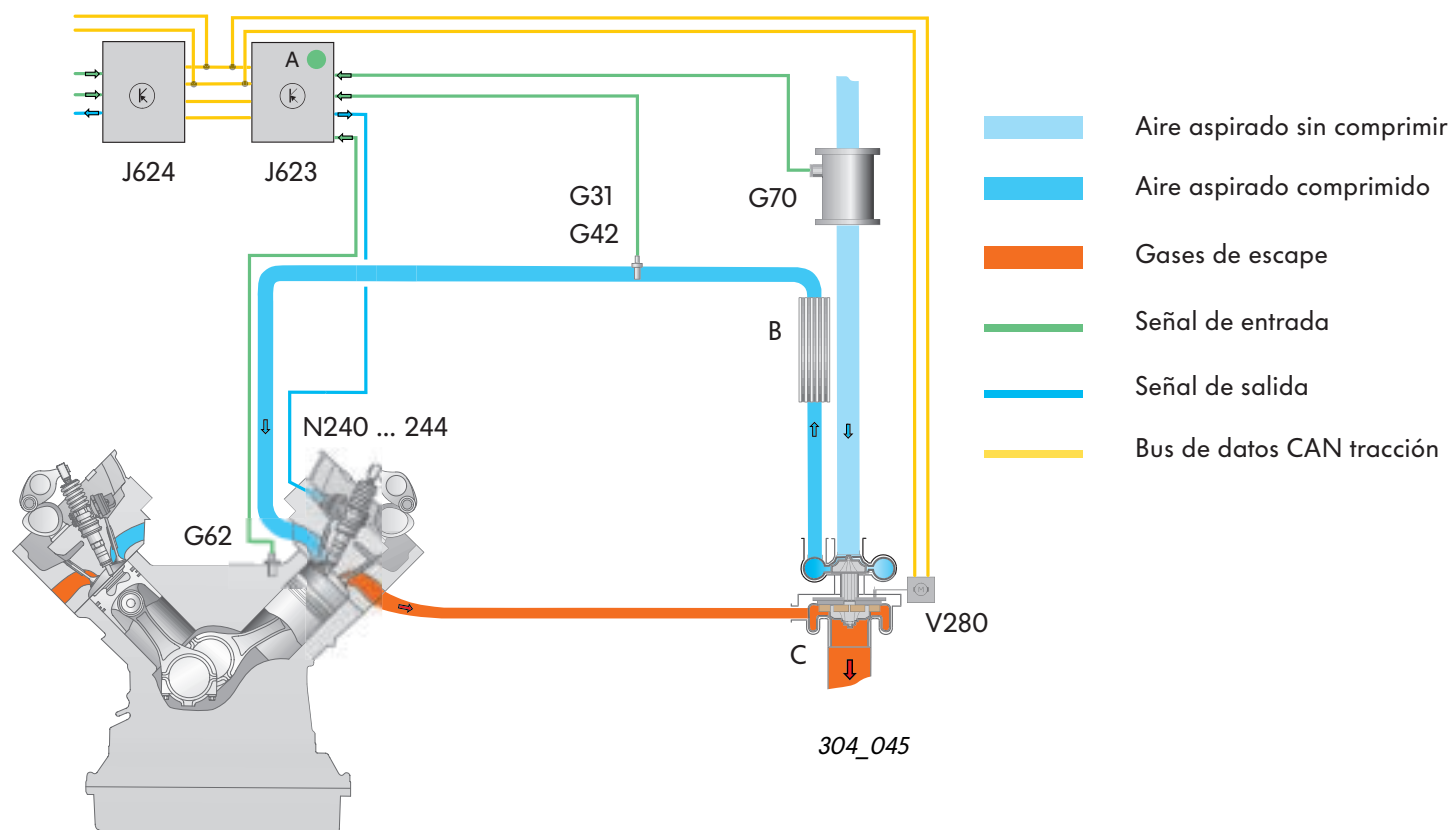 A
J624
J623
G31
G42
G70
B
N240 ... 244
G62
M
V280
C
304_045
Aire aspirado sin comprimir
Aire aspirado comprimido
Gases de escape
Señal de entrada
Señal de salida
Bus de datos CAN tracción